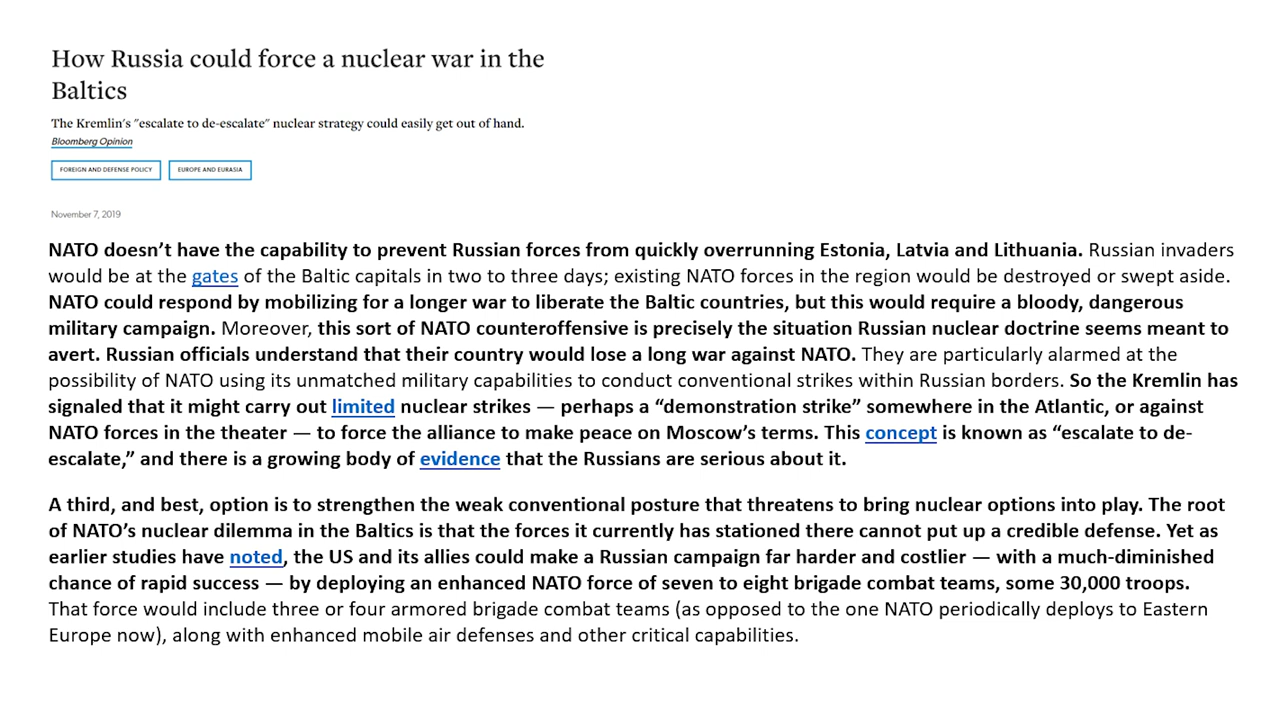 How Russia could force a nuclear war in the
Baltics
The Kremlin's "escalate to de-escalate" nuclear strategy could easily get out of hand.
Bloomberg Opinion
FOREIGN AND DEFENSE POLICY
EUROPE AND EURASIA
November 7, 2019
NATO doesn’t have the capability to prevent Russian forces from quickly overrunning Estonia, Latvia and Lithuania. Russian invaders
would be at the gates of the Baltic capitals in two to three days; existing NATO forces in the region would be destroyed or swept aside.
NATO could respond by mobilizing for a longer war to liberate the Baltic countries, but this would require a bloody, dangerous
military campaign. Moreover, this sort of NATO counteroffensive is precisely the situation Russian nuclear doctrine seems meant to
avert. Russian officials understand that their country would lose a long war against NATO. They are particularly alarmed at the
possibility of NATO using its unmatched military capabilities to conduct conventional strikes within Russian borders. So the Kremlin has
signaled that it might carry out limited nuclear strikes — perhaps a “demonstration strike” somewhere in the Atlantic, or against
NATO forces in the theater — to force the alliance to make peace on Moscow’s terms. This concept is known as “escalate to de-
escalate,” and there is a growing body of evidence that the Russians are serious about it.
A third, and best, option is to strengthen the weak conventional posture that threatens to bring nuclear options into play. The root
of NATO’s nuclear dilemma in the Baltics is that the forces it currently has stationed there cannot put up a credible defense. Yet as
earlier studies have noted, the US and its allies could make a Russian campaign far harder and costlier — with a much-diminished
chance of rapid success — by deploying an enhanced NATO force of seven to eight brigade combat teams, some 30,000 troops.
That force would include three or four armored brigade combat teams (as opposed to the one NATO periodically deploys to Eastern
Europe now), along with enhanced mobile air defenses and other critical capabilities.